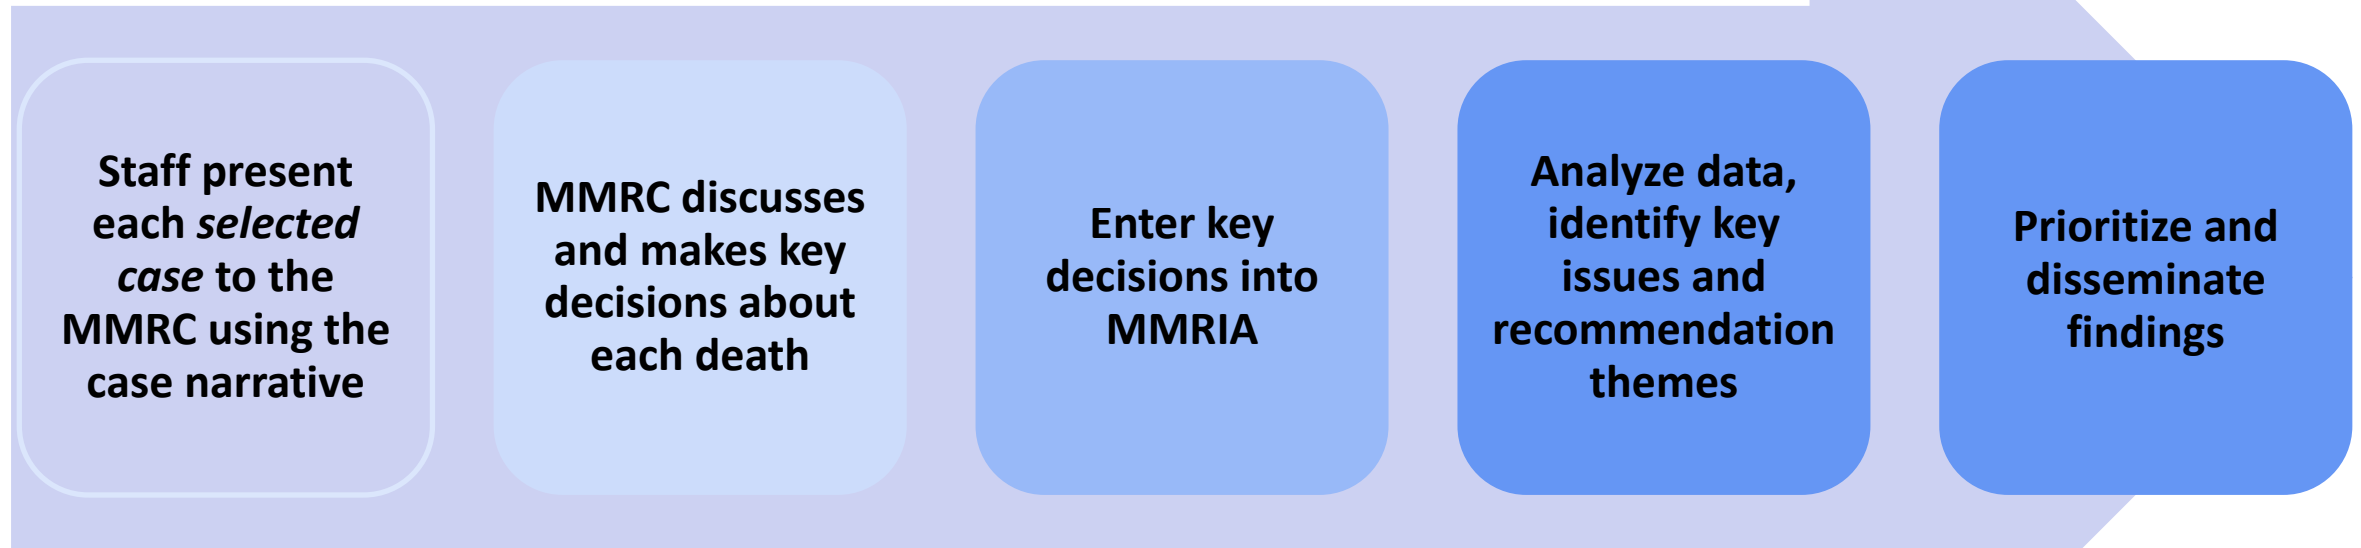 Staff present
each selected
case to the
MMRC using the
case narrative
MMRC discusses
and makes key
decisions about
each death
Enter key
decisions into
MMRIA
Analyze data,
identify key
issues and
recommendation
themes
Prioritize and
disseminate
findings